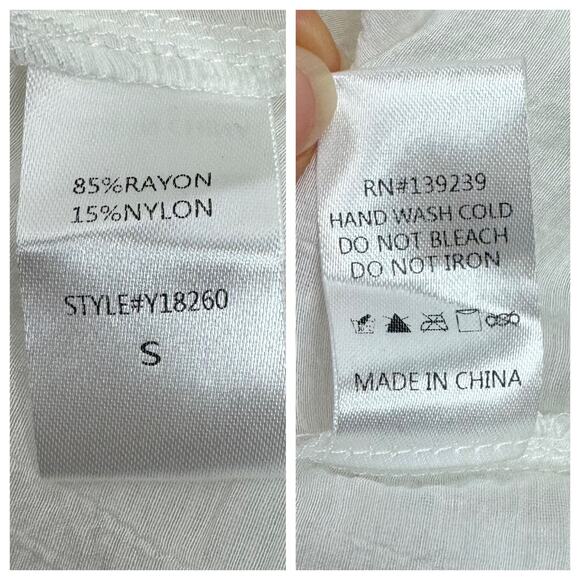 85%RAYON
15%NYLON
STYLE#Y18260
S
RN#139239
HAND WASH COLD
DO NOT BLEACH
DO NOT IRON
MADE IN CHINA